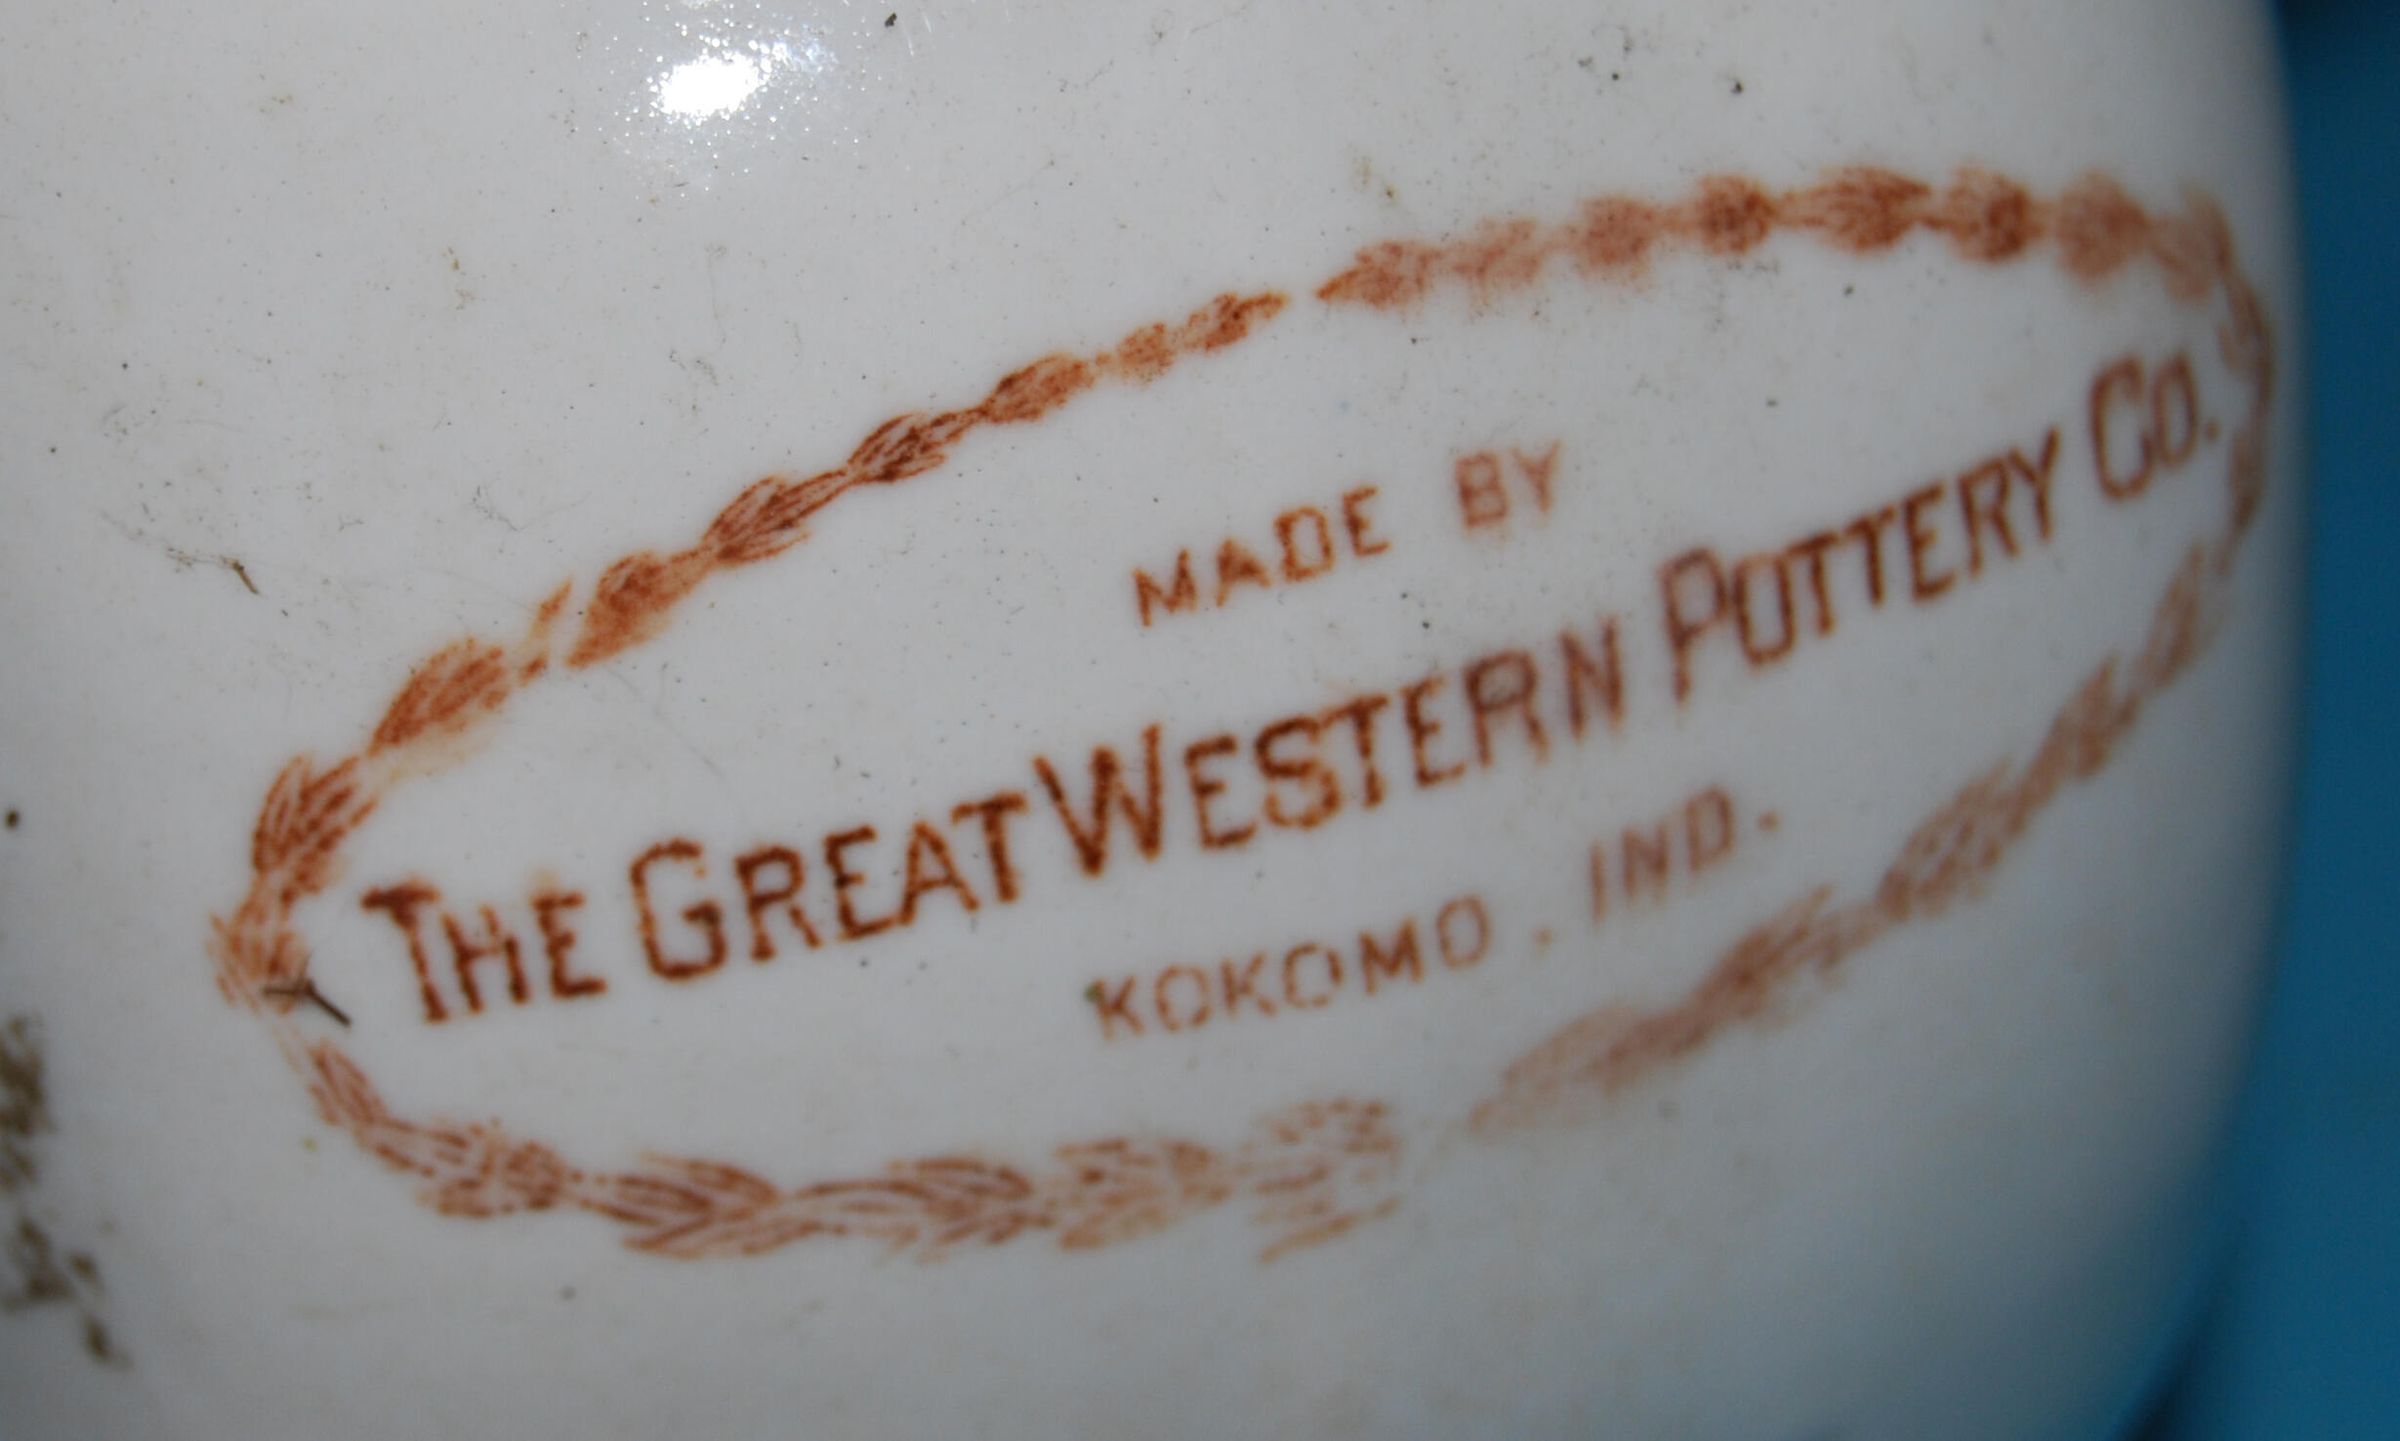 MADE BY
THE GREAT WESTERN POTTERY CO.
KOKOMO. IND.